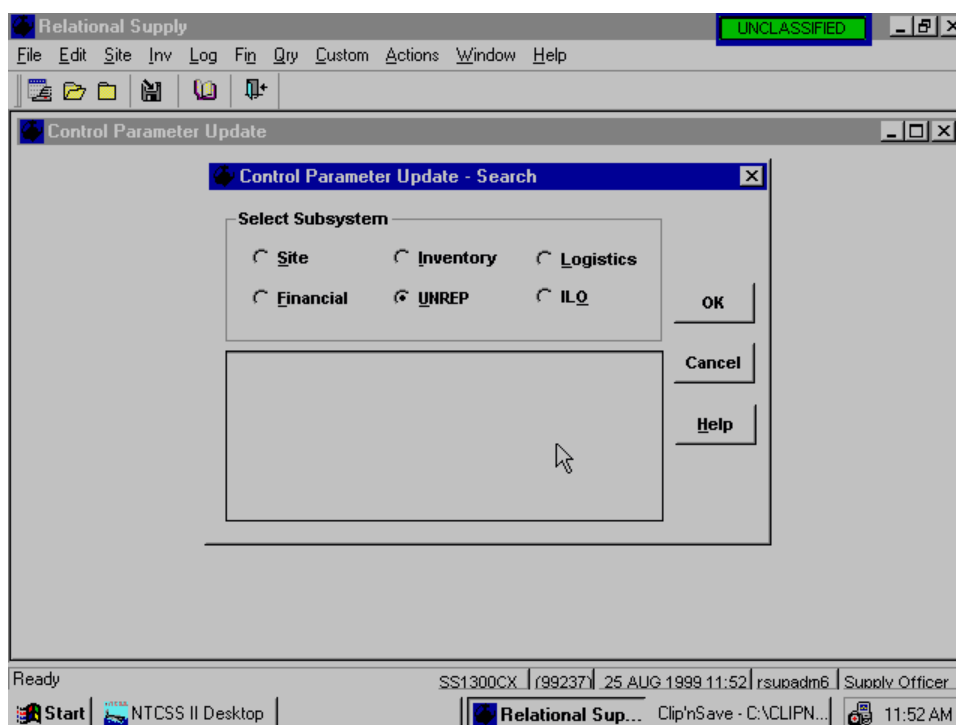 Relational Supply UNCLASSIFIED
File Edit Site Inv Log Fin Qry Custom Actions Window Help
Control Parameter Update
Control Parameter Update - Search
Select Subsystem
Site Inventory Logistics
Financial UNREP ILO
OK
Cancel
Help
Ready SS1300CX (99237) 25 AUG 1999 11:52 rsupadm6 Supply Officer
Start NTCSS II Desktop Relational Sup... Clip'nSave - C:\CLIPN... 11:52 AM